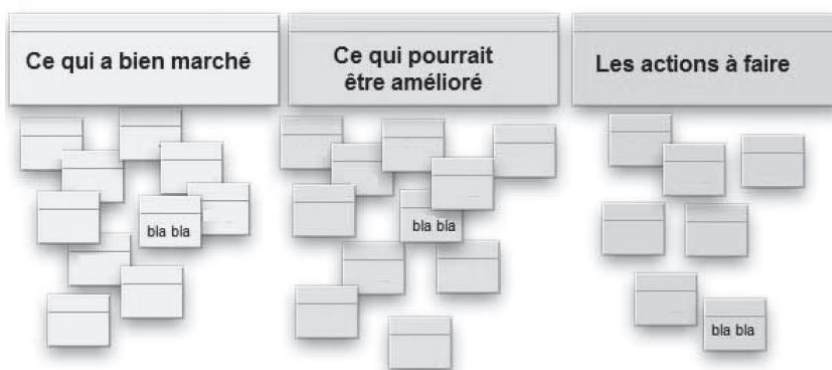 Ce qui a bien marché
Ce qui pourrait
être amélioré
Les actions à faire
bla bla
bla bla
bla bla